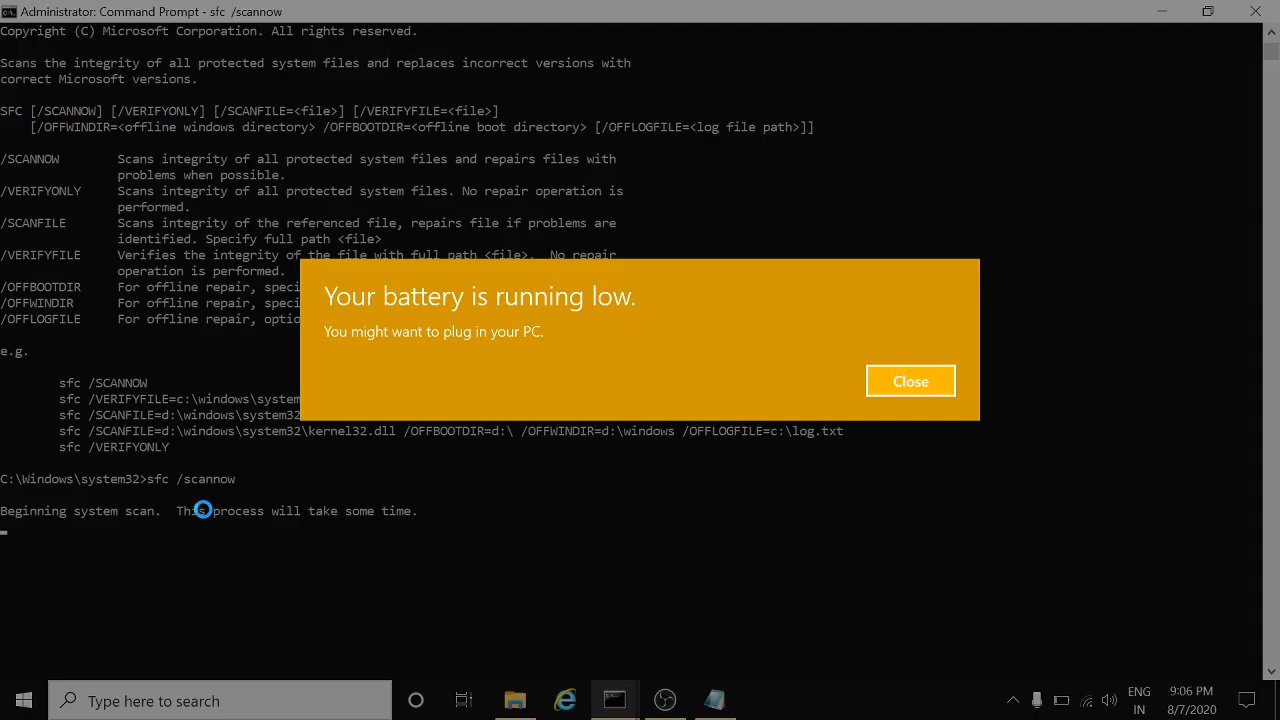 Administrator: Command Prompt - sfc /scannow
Copyright (C) Microsoft Corporation. All rights reserved.
Scans the integrity of all protected system files and replaces incorrect versions with
correct Microsoft versions.
SFC [/SCANNOW] [/VERIFYONLY] [/SCANFILE=<file>] [/VERIFYFILE=<file>]
[/OFFWINDIR=<offline windows directory> /OFFBOOTDIR=<offline boot directory> [/OFFLOGFILE=<log file path>]]
/SCANNOW Scans integrity of all protected system files and repairs files with
problems when possible.
/VERIFYONLY Scans integrity of all protected system files. No repair operation is
performed.
/SCANFILE Scans integrity of the referenced file, repairs file if problems are
identified. Specify full path <file>
/VERIFYFILE Verifies the integrity of the file with full path <file>. No repair
operation is performed.
/OFFBOOTDIR For offline repair, speci
/OFFWINDIR For offline repair, speci
/OFFLOGFILE For offline repair, optio
Your battery is running low.
You might want to plug in your PC.
Close
e.g.
sfc /SCANNOW
sfc /VERIFYFILE=c:\windows\system
sfc /SCANFILE=d:\windows\system32
sfc /SCANFILE=d:\windows\system32\kernel32.dll /OFFBOOTDIR=d:\ /OFFWINDIR=d:\windows /OFFLOGFILE=c:\log.txt
sfc /VERIFYONLY
C:\Windows\system32>sfc /scannow
Beginning system scan. This process will take some time.
Type here to search
ENG
IN
9:06 PM
8/7/2020